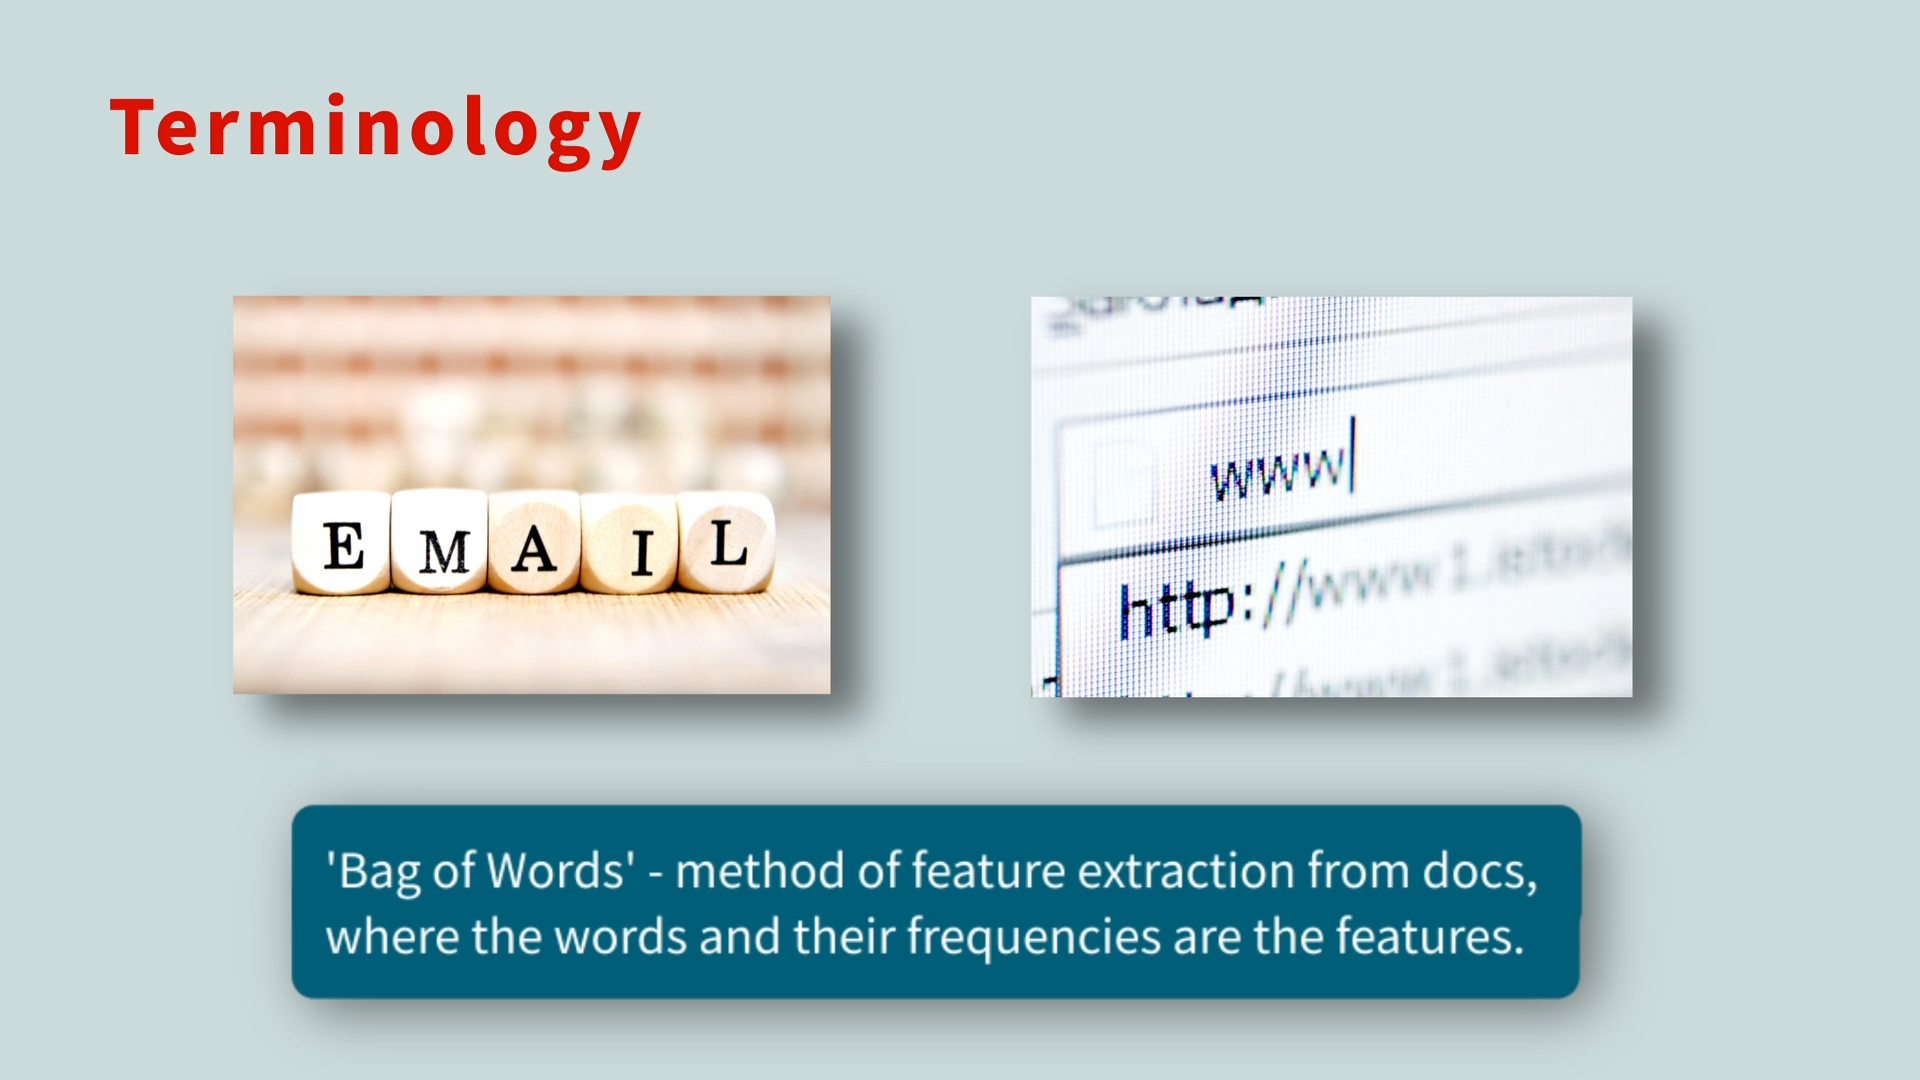 Terminology
EMAIL
www
http://www
'Bag of Words' - method of feature extraction from docs,
where the words and their frequencies are the features.